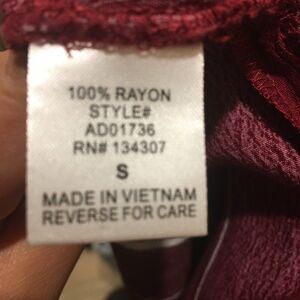 100% RAYON
STYLE#
AD01736
RN# 134307
S
MADE IN VIETNAM
REVERSE FOR CARE